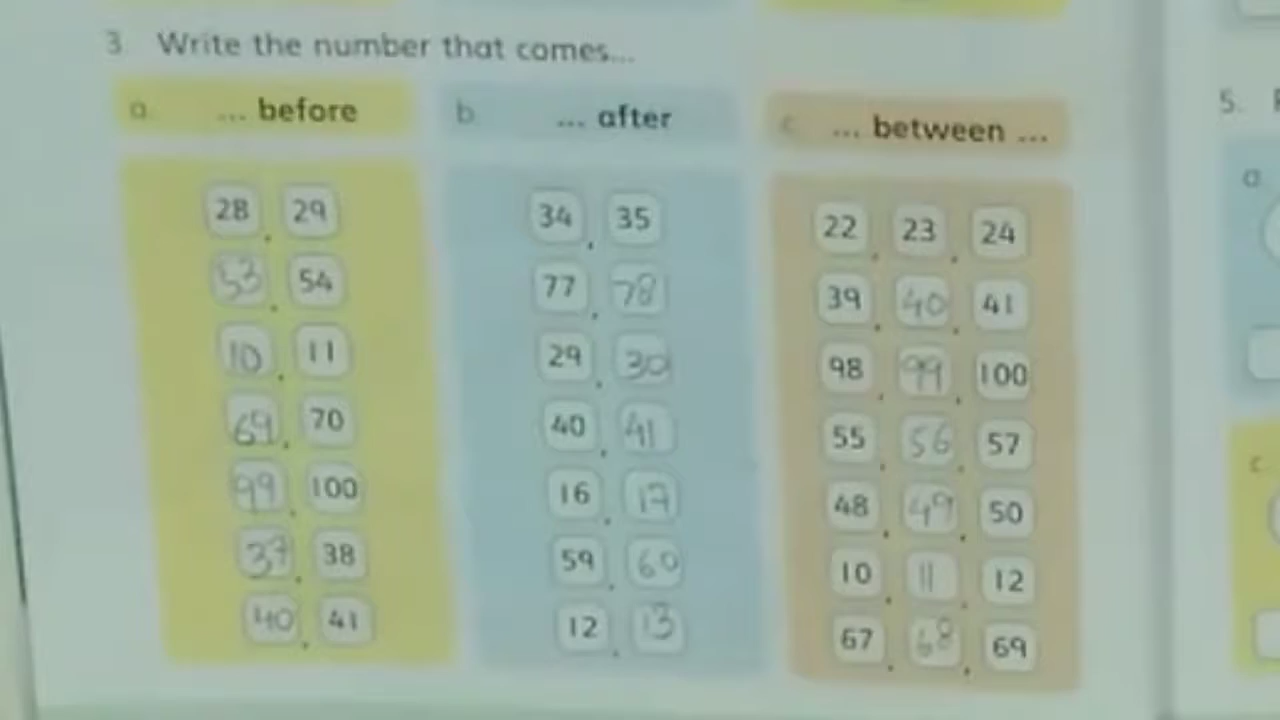 3 Write the number that comes...
a. ... before
28 , 29
53 , 54
10 , 11
69 , 70
99 , 100
37 , 38
40 , 41
b. ... after
34 , 35
77 , 78
29 , 30
40 , 41
16 , 17
59 , 60
12 , 13
c. ... between ...
22 , 23 , 24
39 , 40 , 41
98 , 99 , 100
55 , 56 , 57
48 , 49 , 50
10 , 11 , 12
67 , 68 , 69
5.
a
c.